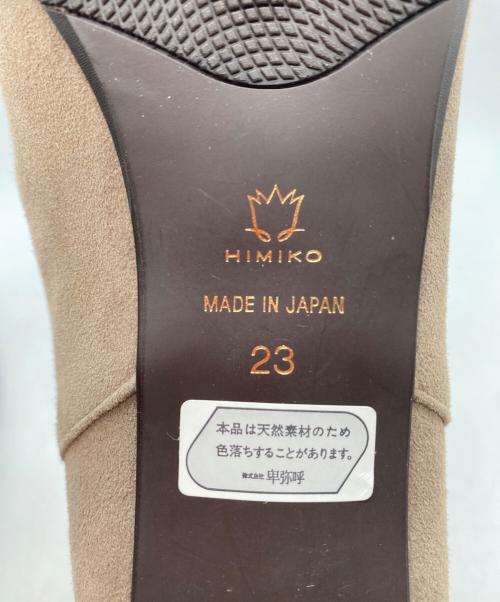 HIMIKO
MADE IN JAPAN
23
本品は天然素材のため
色落ちすることがあります。
株式会社 卑弥呼